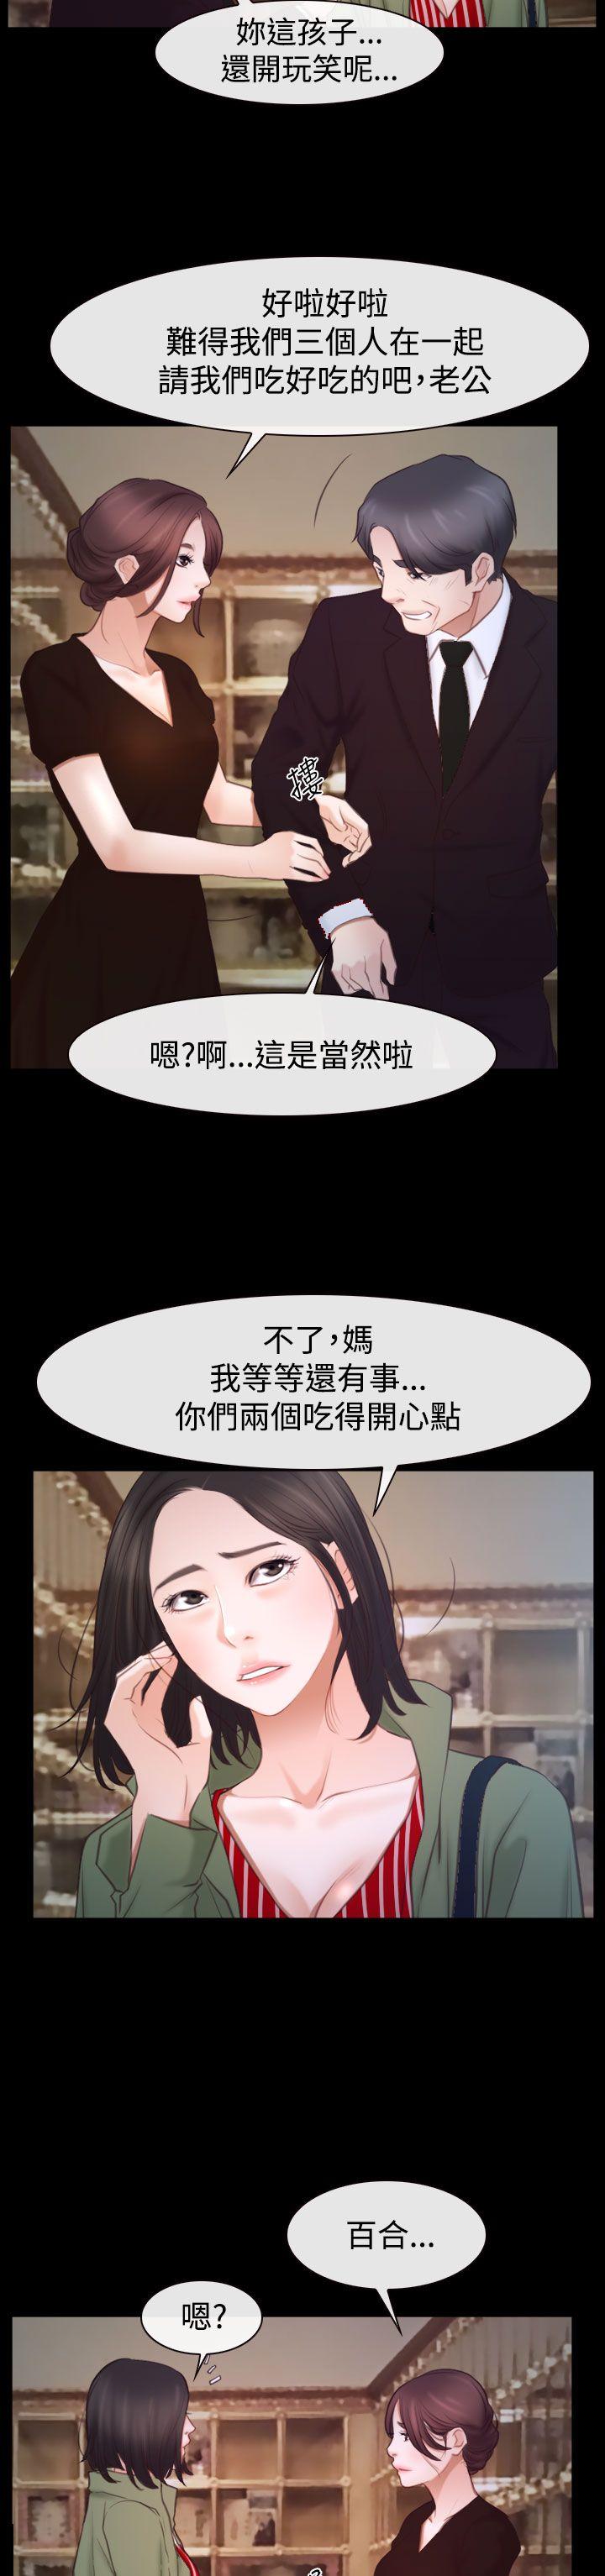 妳這孩子...
還開玩笑呢...
好啦好啦
難得我們三個人在一起
請我們吃好吃的吧,老公
摟
嗯?啊...這是當然啦
不了,媽
我等等還有事...
你們兩個吃得開心點
百合...
嗯?